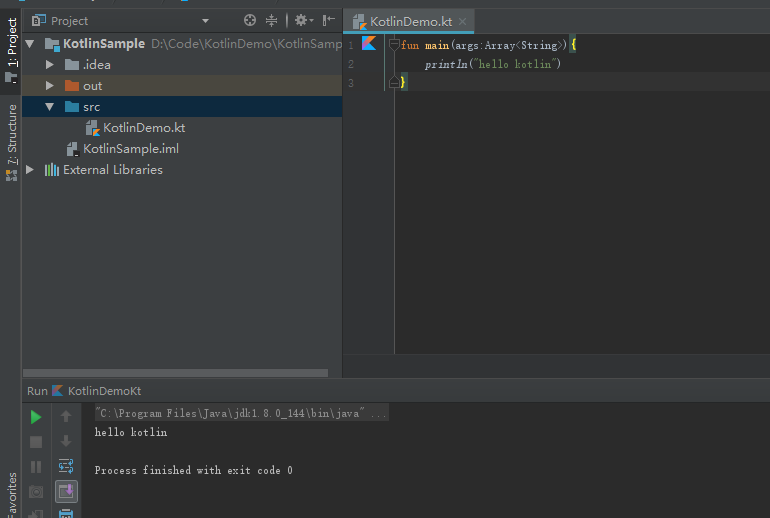 Project
KotlinSample D:\Code\KotlinDemo\KotlinSamp
.idea
out
src
KotlinDemo.kt
KotlinSample.iml
External Libraries
1: Project
7: Structure
Favorites
KotlinDemo.kt
1 fun main(args:Array<String>){
2 println("hello kotlin")
3 }
Run KotlinDemoKt
"C:\Program Files\Java\jdk1.8.0_144\bin\java" ...
hello kotlin
Process finished with exit code 0